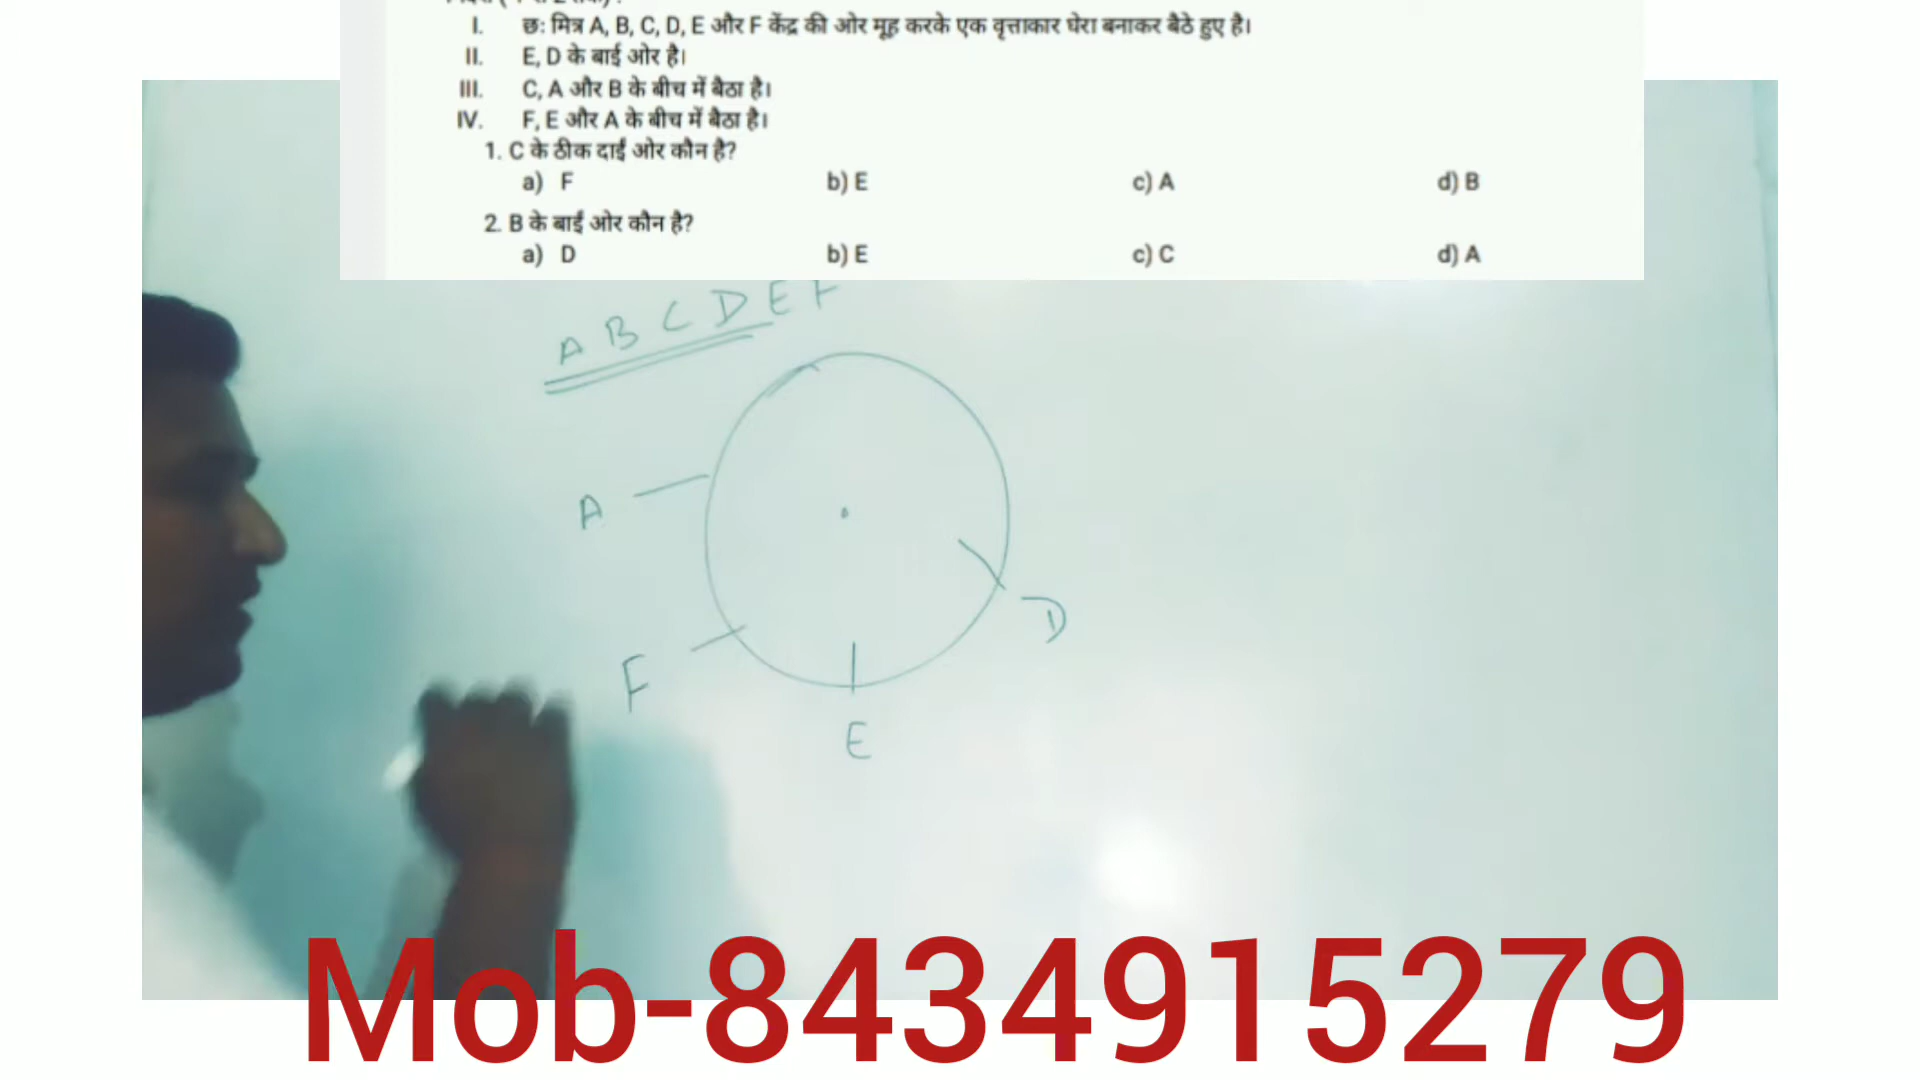 I. छः मित्र A, B, C, D, E और F केंद्र की ओर मूह करके एक वृत्ताकार घेरा बनाकर बैठे हुए है।
II. E, D के बाईं ओर है।
III. C, A और B के बीच में बैठा है।
IV. F, E और A के बीच में बैठा है।
1. C के ठीक दाईं ओर कौन है?
a) F b) E c) A d) B
2. B के बाईं ओर कौन है?
a) D b) E c) C d) A
A B C D E F
A
D
F
E
Mob-8434915279